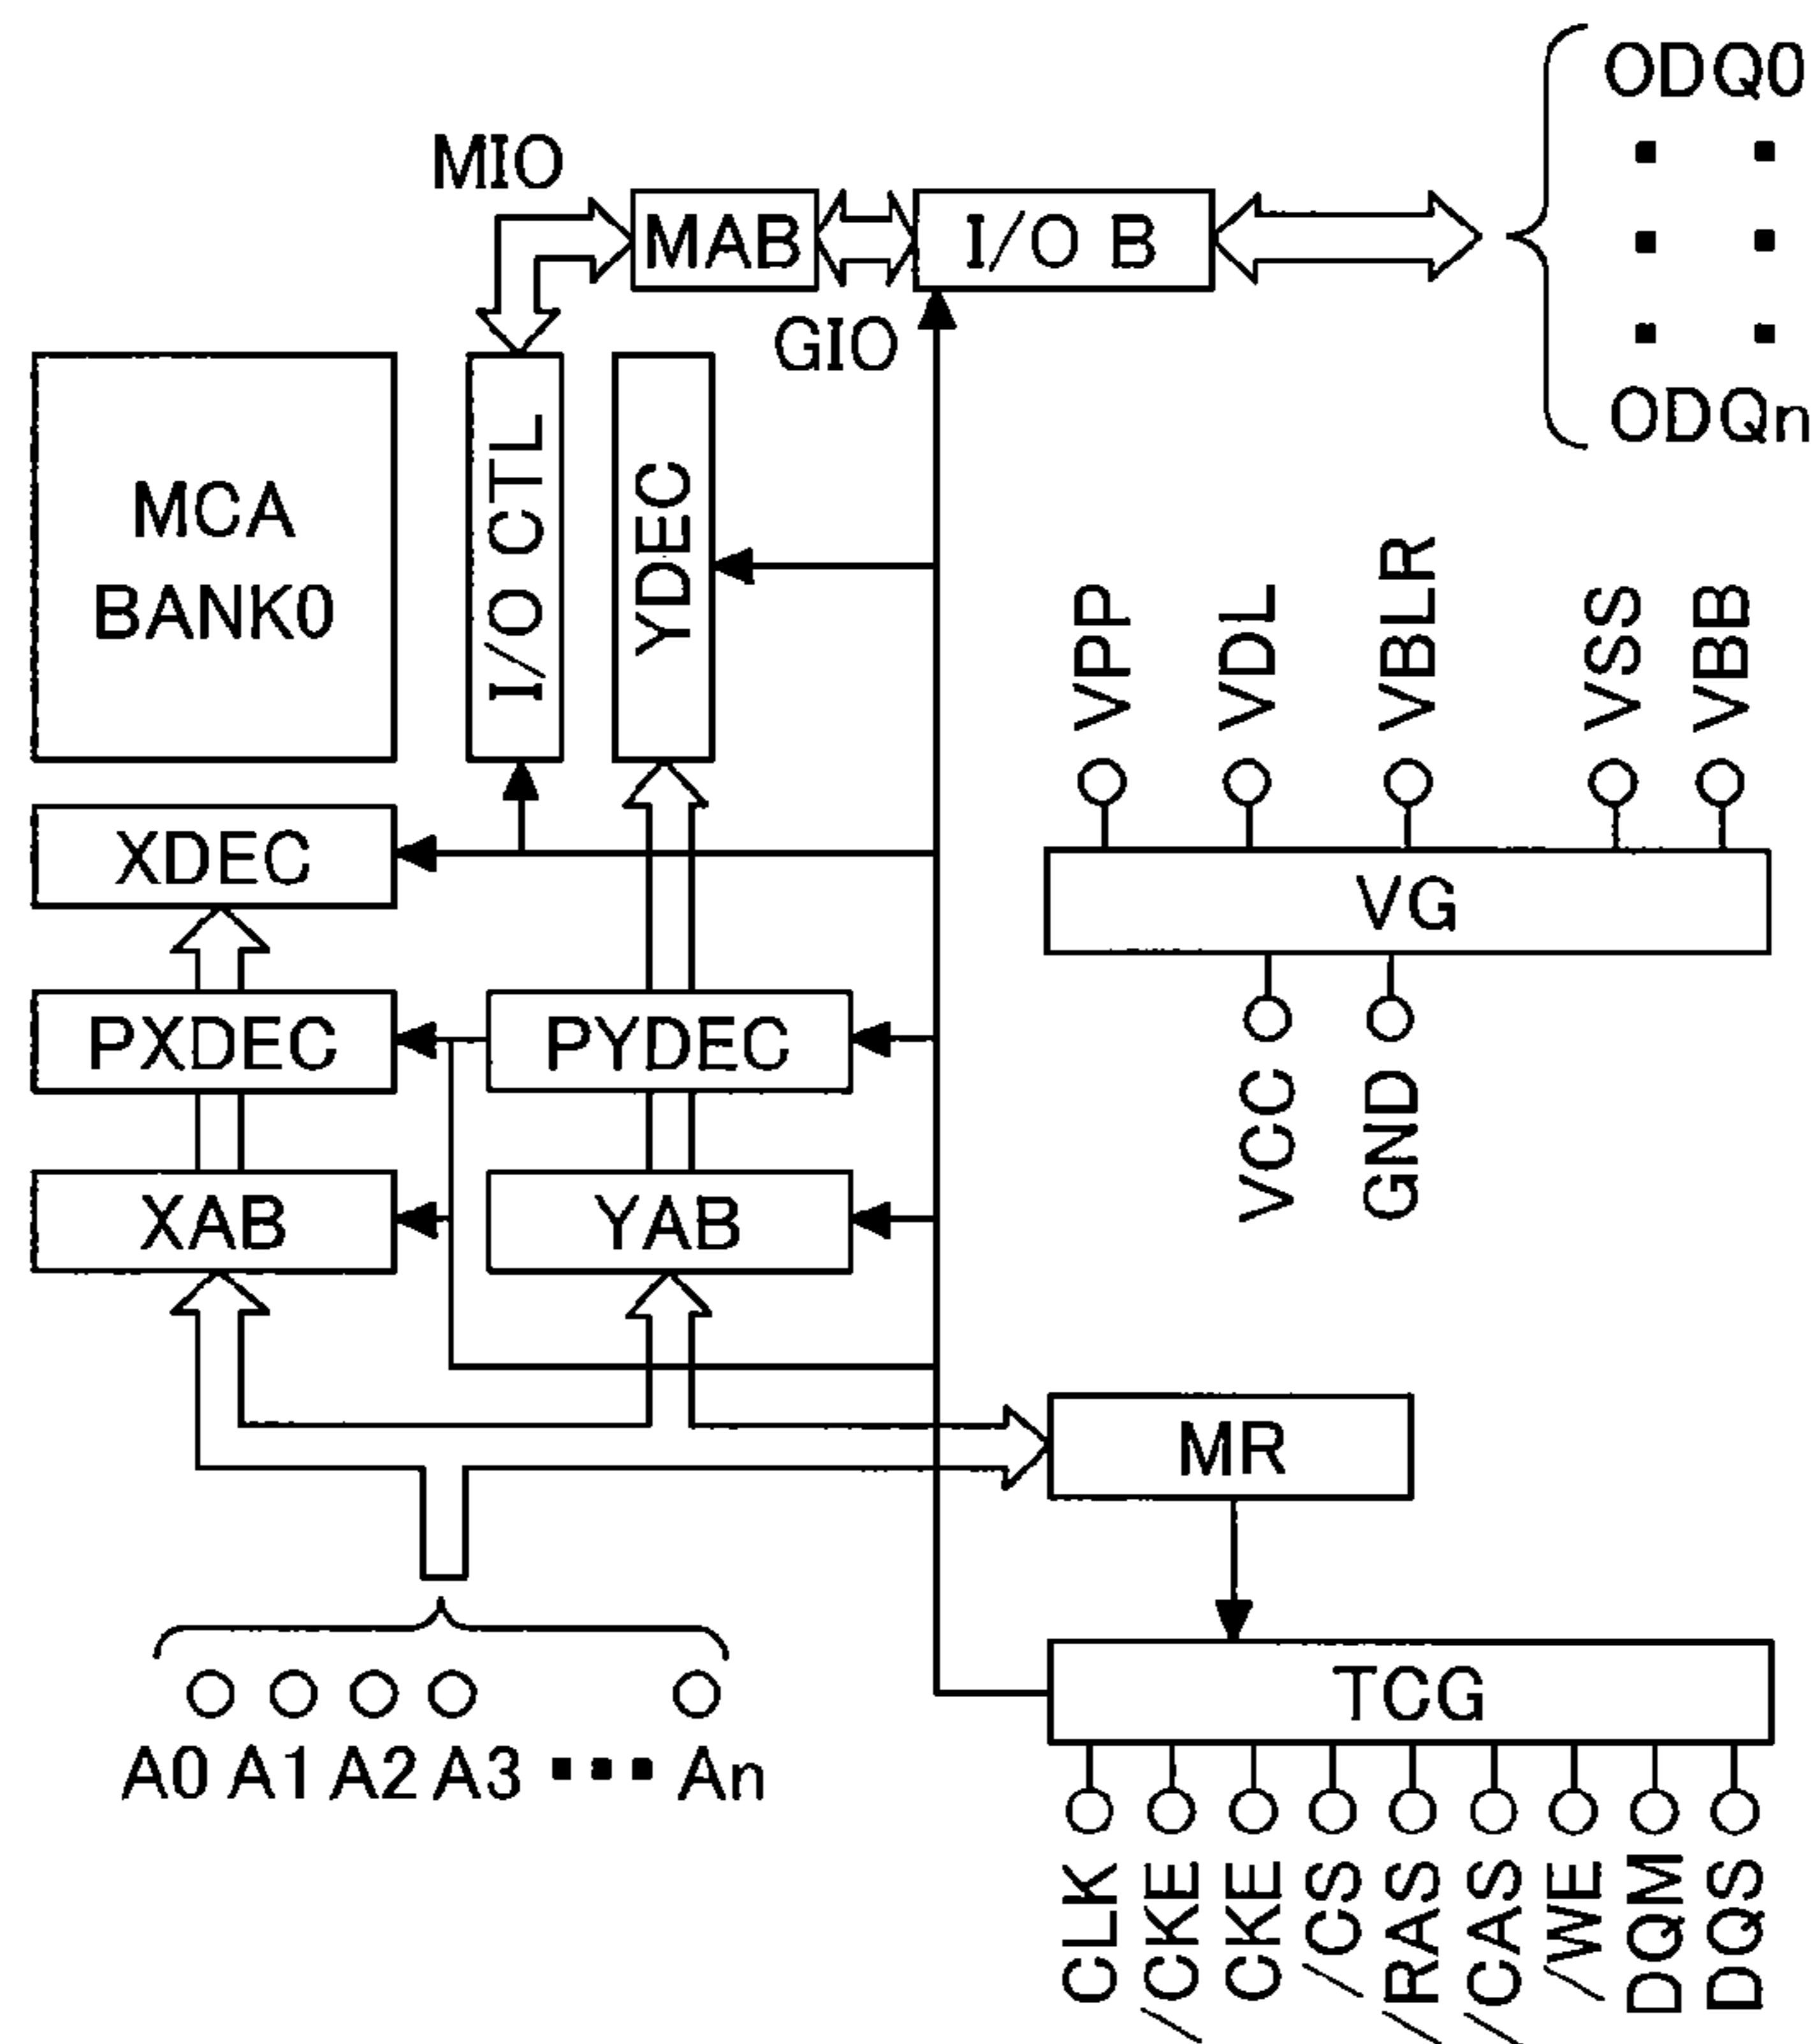 ODQ0
MIO
MAB
I/O B
GIO
ODQn
MCA
BANK0
I/O CTL
YDEC
VPP
VDL
VBLR
VSS
VBB
XDEC
VG
PXDEC
PYDEC
VCC
GND
XAB
YAB
MR
TCG
A0 A1 A2 A3 ▪▪▪ An
CLK
/CKE
CKE
/CS
/RAS
/CAS
/WE
DQM
DQS